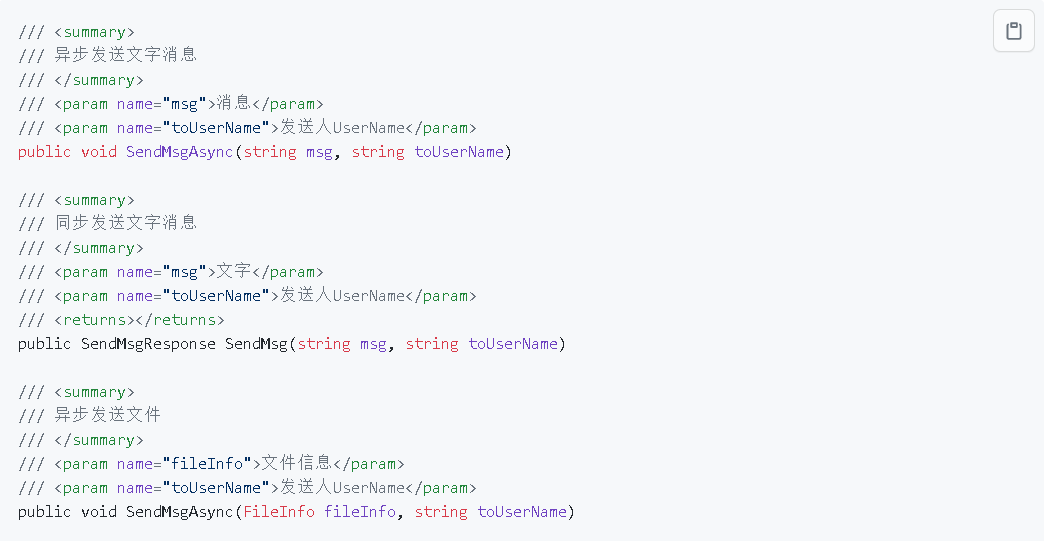 /// <summary>
/// 异步发送文字消息
/// </summary>
/// <param name="msg">消息</param>
/// <param name="toUserName">发送人UserName</param>
public void SendMsgAsync(string msg, string toUserName)
/// <summary>
/// 同步发送文字消息
/// </summary>
/// <param name="msg">文字</param>
/// <param name="toUserName">发送人UserName</param>
/// <returns></returns>
public SendMsgResponse SendMsg(string msg, string toUserName)
/// <summary>
/// 异步发送文件
/// </summary>
/// <param name="fileInfo">文件信息</param>
/// <param name="toUserName">发送人UserName</param>
public void SendMsgAsync(FileInfo fileInfo, string toUserName)